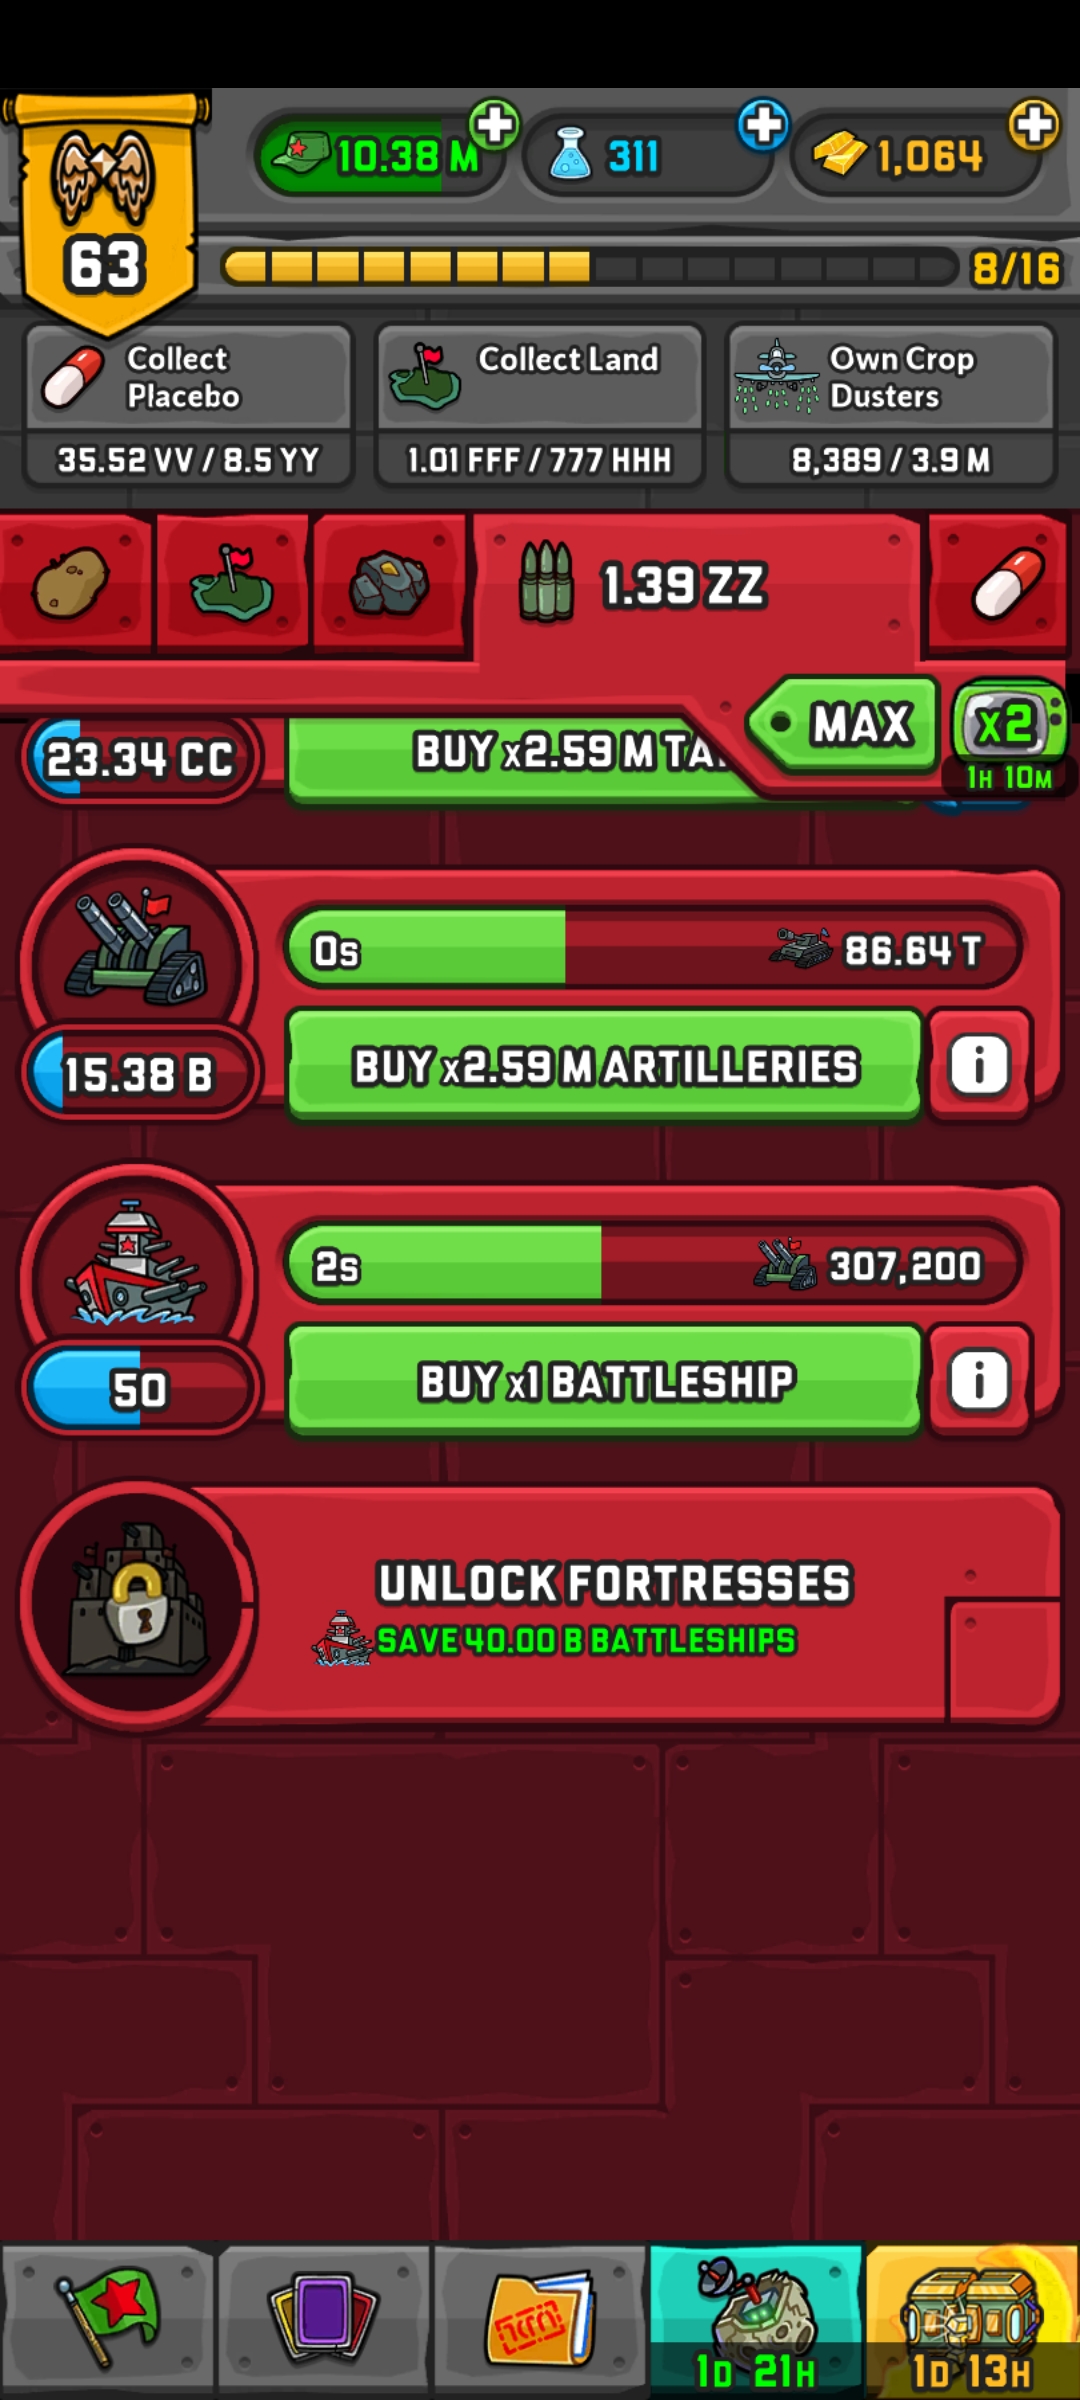 10.38 M
311
1,064
63
8/16
Collect
Placebo
35.52 VV / 8.5 YY
Collect Land
1.01 FFF / 777 HHH
Own Crop
Dusters
8,389 / 3.9 M
1.39 ZZ
MAX
x2
1H 10M
23.34 CC
BUY x2.59 M TA
0s
86.64 T
15.38 B
BUY x2.59 M ARTILLERIES
i
2s
307,200
50
BUY x1 BATTLESHIP
i
UNLOCK FORTRESSES
SAVE 40.00 B BATTLESHIPS
1D 21H
1D 13H